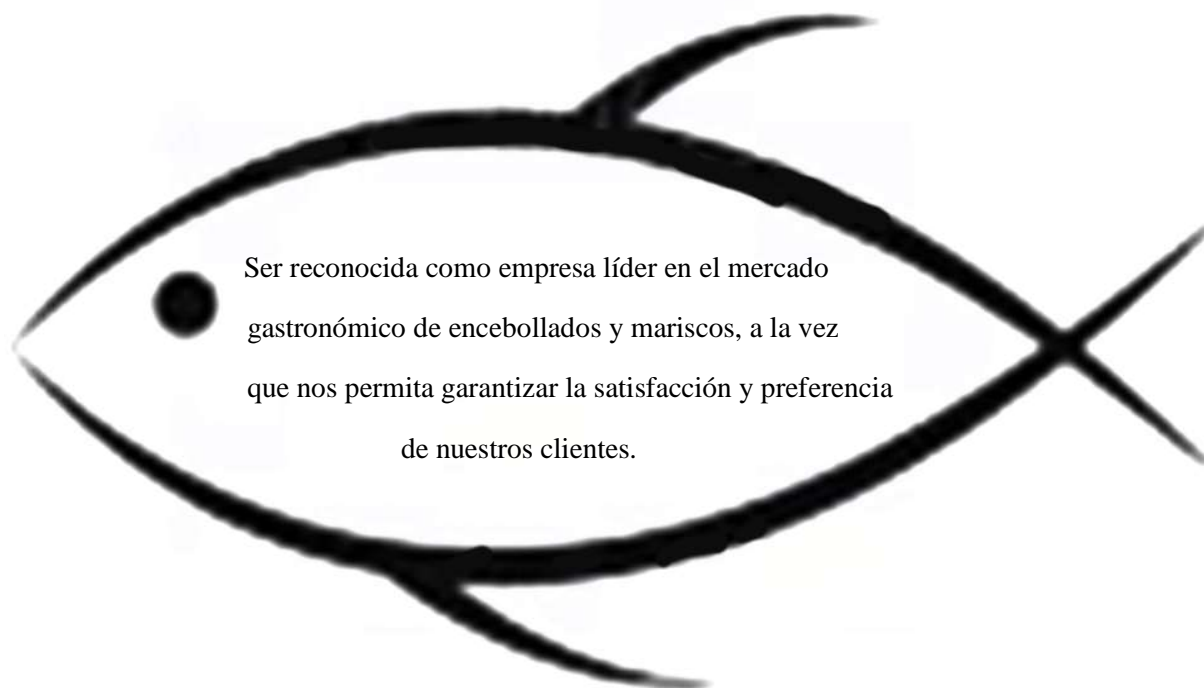 Ser reconocida como empresa líder en el mercado
gastronómico de encebollados y mariscos, a la vez
que nos permita garantizar la satisfacción y preferencia
de nuestros clientes.